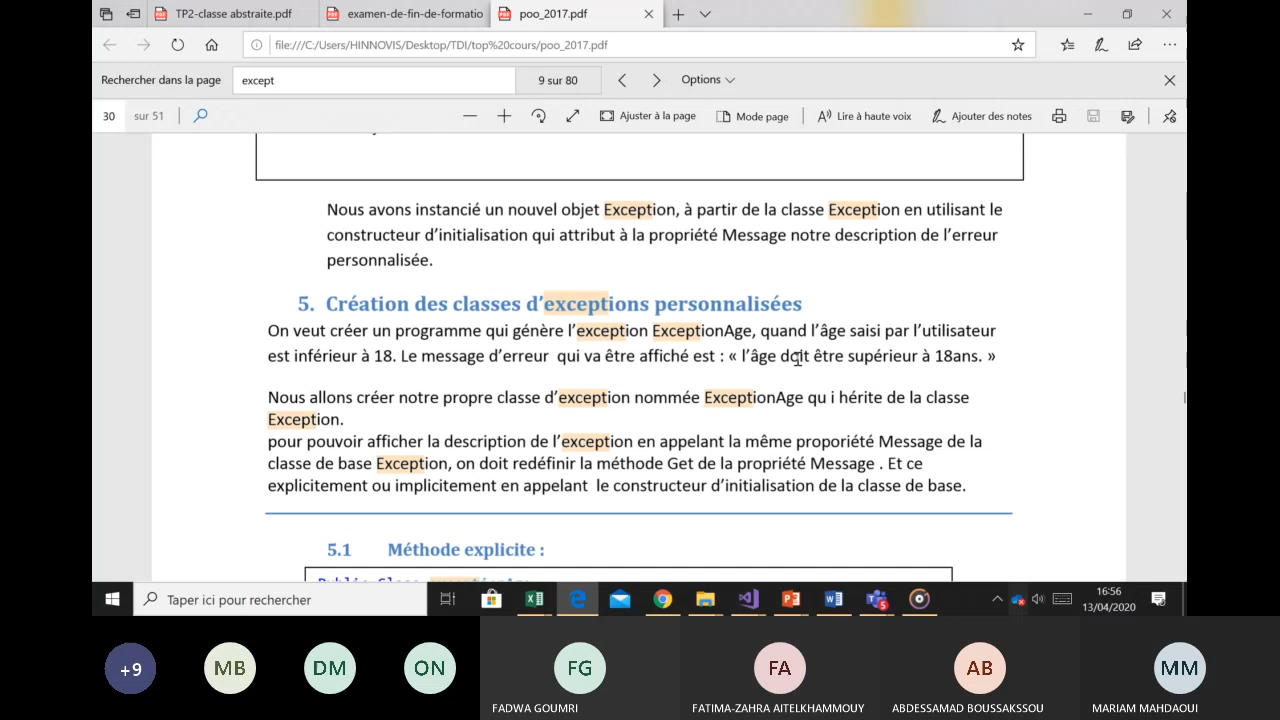 TP2-classe abstraite.pdf
examen-de-fin-de-formatio
poo_2017.pdf
file:///C:/Users/HINNOVIS/Desktop/TDI/top%20cours/poo_2017.pdf
Rechercher dans la page
except
9 sur 80
Options
30
sur 51
Ajuster à la page
Mode page
Lire à haute voix
Ajouter des notes
Nous avons instancié un nouvel objet Exception, à partir de la classe Exception en utilisant le
constructeur d'initialisation qui attribut à la propriété Message notre description de l'erreur
personnalisée.
5. Création des classes d'exceptions personnalisées
On veut créer un programme qui génère l'exception ExceptionAge, quand l'âge saisi par l'utilisateur
est inférieur à 18. Le message d'erreur qui va être affiché est : « l'âge doit être supérieur à 18ans. »
Nous allons créer notre propre classe d'exception nommée ExceptionAge qu i hérite de la classe
Exception.
pour pouvoir afficher la description de l'exception en appelant la même proporiété Message de la
classe de base Exception, on doit redéfinir la méthode Get de la propriété Message . Et ce
explicitement ou implicitement en appelant le constructeur d'initialisation de la classe de base.
5.1 Méthode explicite :
Public Class exceptionAge
Taper ici pour rechercher
16:56
13/04/2020
+9
MB
DM
ON
FG
FA
AB
MM
FADWA GOUMRI
FATIMA-ZAHRA AITELKHAMMOUY
ABDESSAMAD BOUSSAKSSOU
MARIAM MAHDAOUI